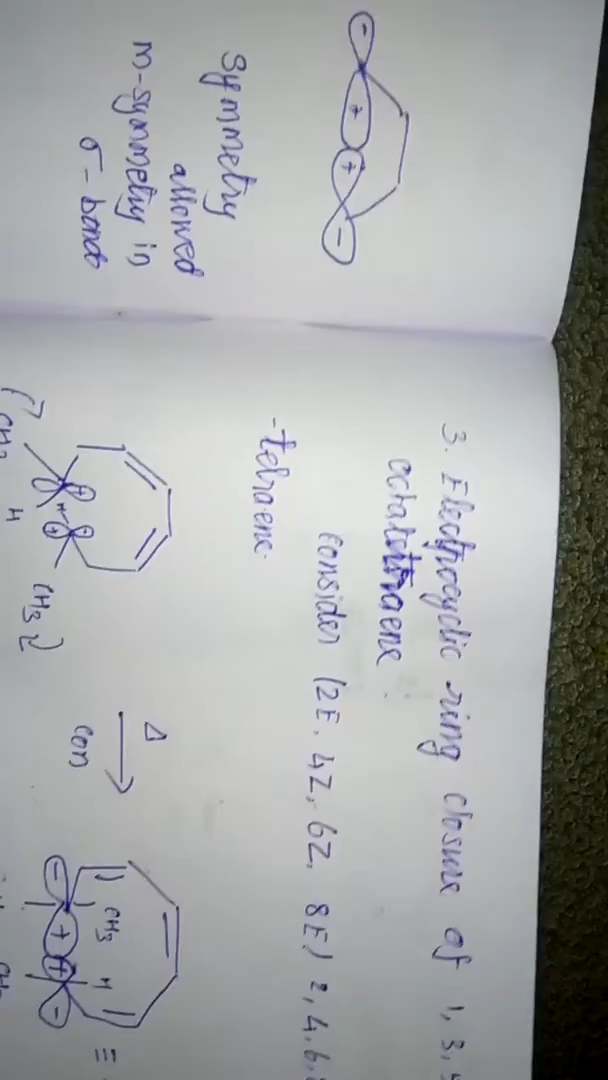 Symmetry
allowed
m-symmetry in
σ-bond
3. Electrocyclic ring closure of 1, 3, 5
octatetraene
consider (2E, 4Z, 6Z, 8E) 2, 4, 6,
-tetraene.
CH3
H
CH3
Δ
con
CH3
H
≡